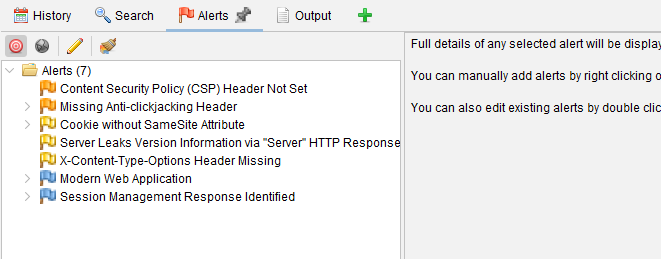 History Search Alerts Output
Alerts (7)
Content Security Policy (CSP) Header Not Set
Missing Anti-clickjacking Header
Cookie without SameSite Attribute
Server Leaks Version Information via "Server" HTTP Response
X-Content-Type-Options Header Missing
Modern Web Application
Session Management Response Identified
Full details of any selected alert will be display
You can manually add alerts by right clicking o
You can also edit existing alerts by double clic